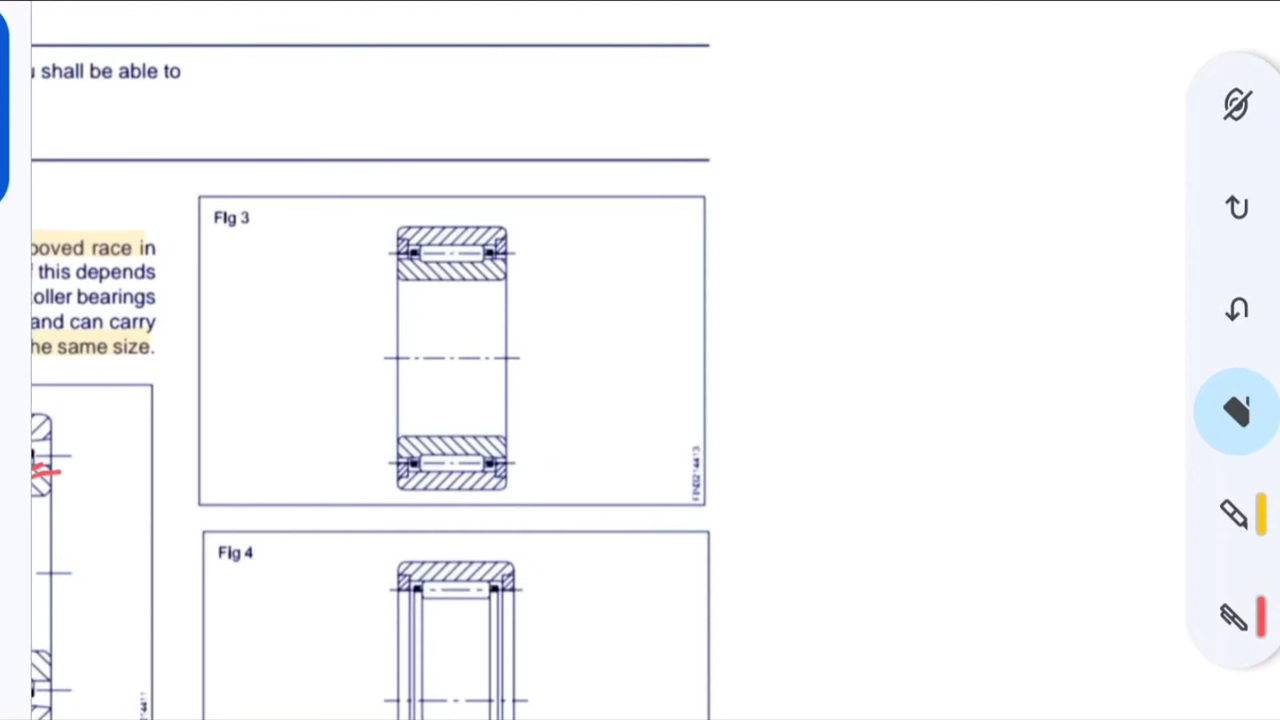 shall be able to
race in
this depends
oller bearings
and can carry
he same size.
Fig 3
Fig 4